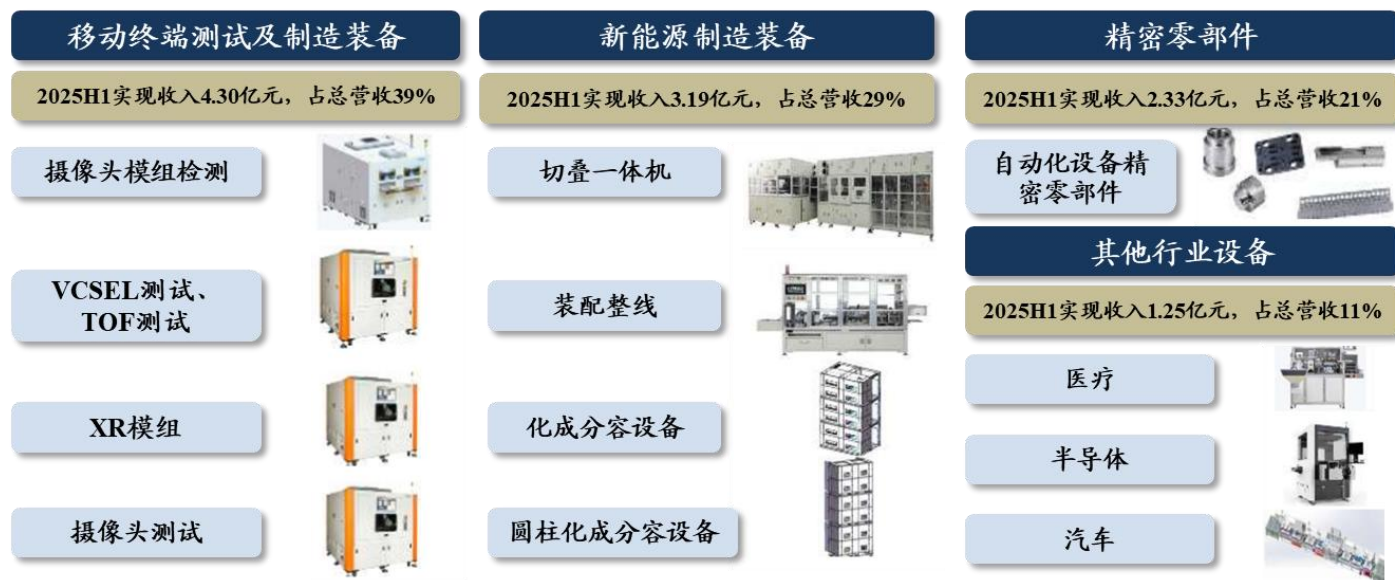 移动终端测试及制造装备
2025H1实现收入4.30亿元，占总营收39%
摄像头模组检测
VCSEL测试、
TOF测试
XR模组
摄像头测试
新能源制造装备
2025H1实现收入3.19亿元，占总营收29%
切叠一体机
装配整线
化成分容设备
圆柱化成分容设备
精密零部件
2025H1实现收入2.33亿元，占总营收21%
自动化设备精
密零部件
其他行业设备
2025H1实现收入1.25亿元，占总营收11%
医疗
半导体
汽车